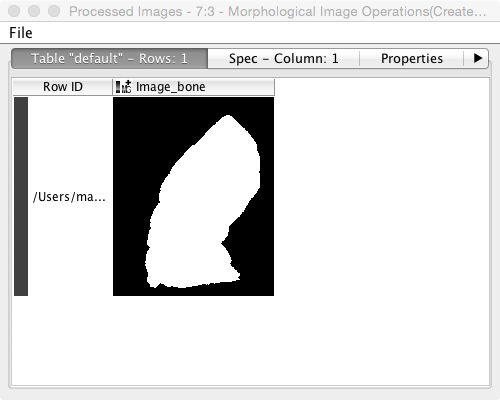 Processed Images - 7:3 - Morphological Image Operations(Create...
File
Table "default" - Rows: 1
Spec - Column: 1
Properties
Row ID
Image_bone
/Users/ma...